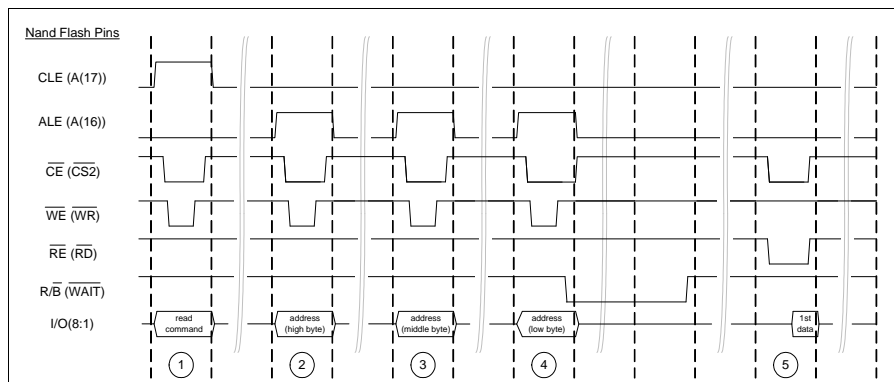 Nand Flash Pins
CLE (A(17))
ALE (A(16))
CE (CS2)
WE (WR)
RE (RD)
R/B (WAIT)
I/O(8:1)
read
command
address
(high byte)
address
(middle byte)
address
(low byte)
1st
data
1
2
3
4
5